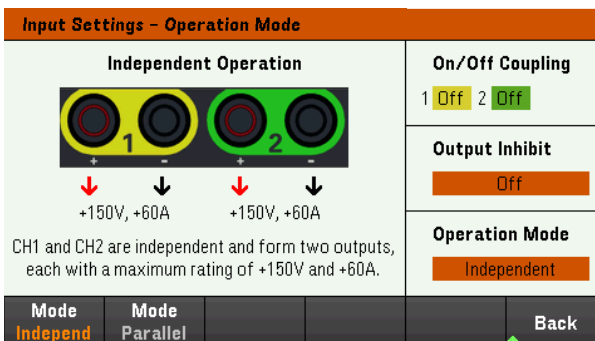 Input Settings - Operation Mode
Independent Operation
1 2
+ - + -
+150V, +60A +150V, +60A
CH1 and CH2 are independent and form two outputs,
each with a maximum rating of +150V and +60A.
On/Off Coupling
1 Off 2 Off
Output Inhibit
Off
Operation Mode
Independent
Mode Mode
Independ Parallel
Back